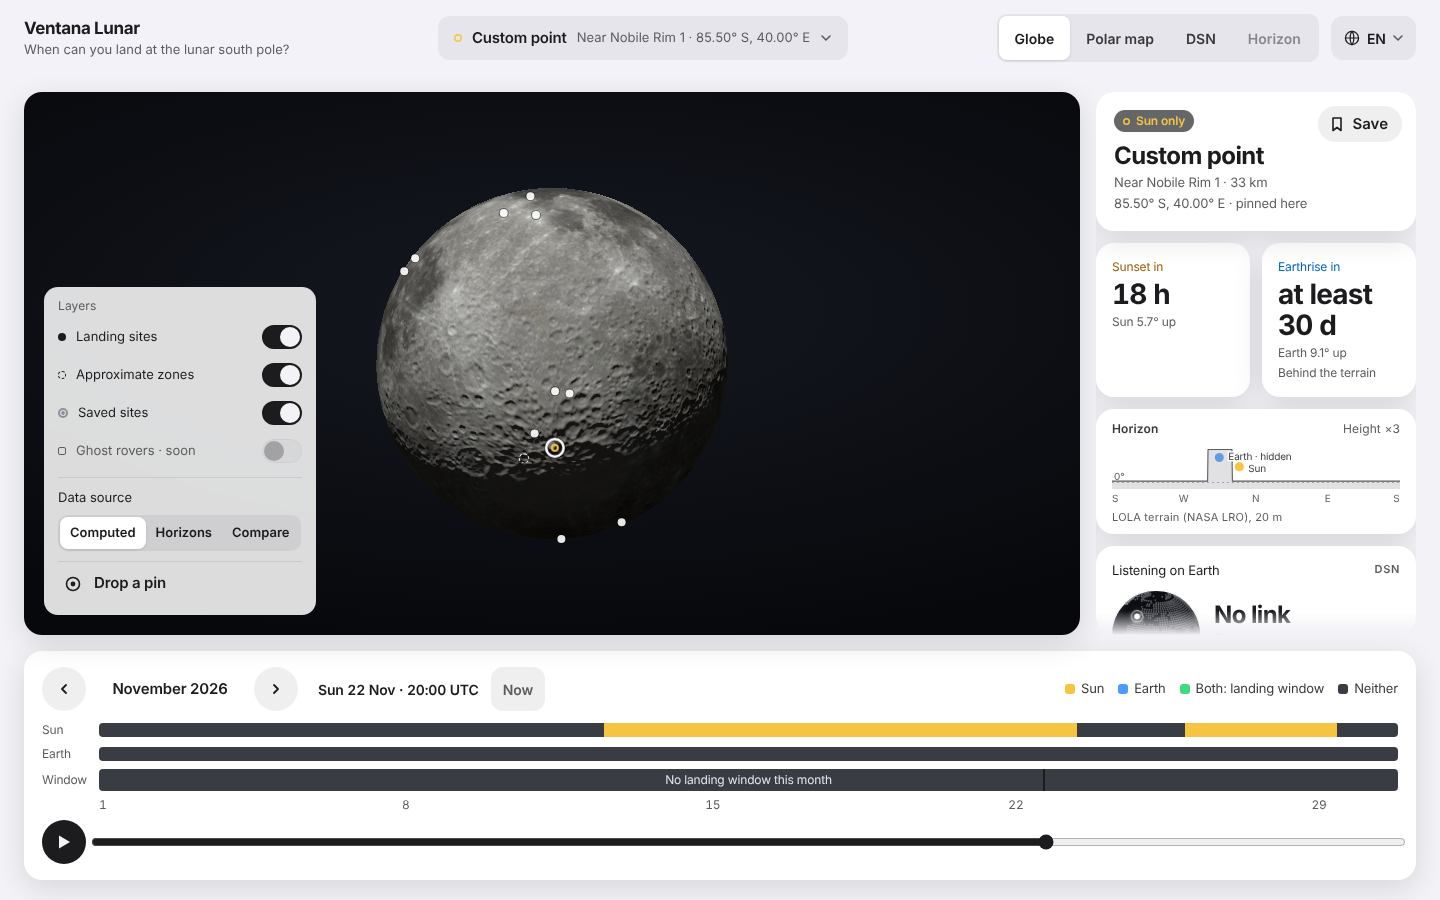 Ventana Lunar
When can you land at the lunar south pole?
Custom point Near Nobile Rim 1 · 85.50° S, 40.00° E
Globe Polar map DSN Horizon
EN
Layers
Landing sites
Approximate zones
Saved sites
Ghost rovers · soon
Data source
Computed Horizons Compare
Drop a pin
Sun only
Save
Custom point
Near Nobile Rim 1 · 33 km
85.50° S, 40.00° E · pinned here
Sunset in
18 h
Sun 5.7° up
Earthrise in
at least
30 d
Earth 9.1° up
Behind the terrain
Horizon Height ×3
Earth · hidden
Sun
0°
S W N E S
LOLA terrain (NASA LRO), 20 m
Listening on Earth DSN
No link
November 2026 Sun 22 Nov · 20:00 UTC Now
Sun Earth Both: landing window Neither
Sun
Earth
Window No landing window this month
1 8 15 22 29